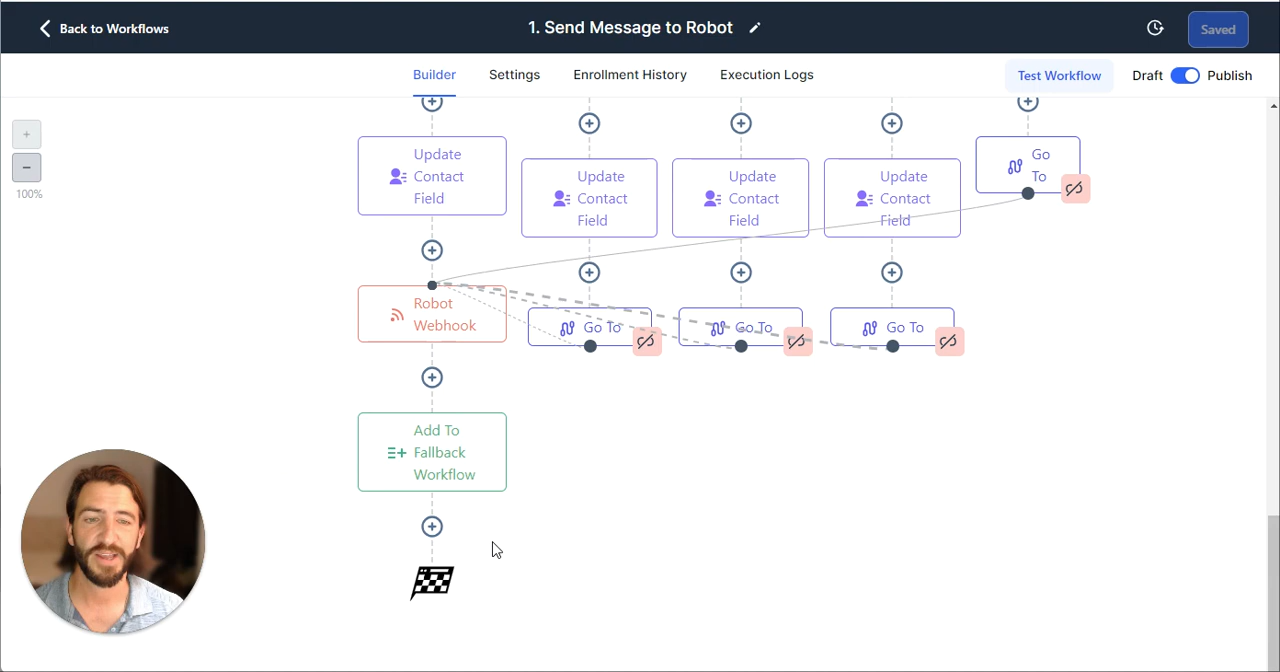 Back to Workflows
1. Send Message to Robot
Saved
Builder
Settings
Enrollment History
Execution Logs
Test Workflow
Draft
Publish
+
−
100%
Update
Contact
Field
Update
Contact
Field
Update
Contact
Field
Update
Contact
Field
Go
To
Robot
Webhook
Go To
Go To
Go To
Add To
Fallback
Workflow